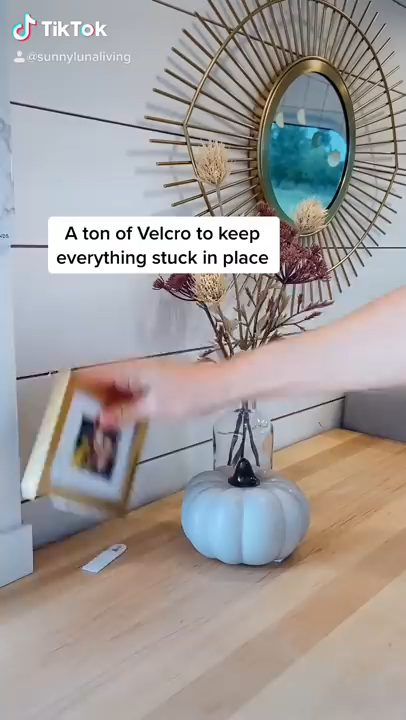 TikTok
@sunnylunaliving
A ton of Velcro to keep
everything stuck in place